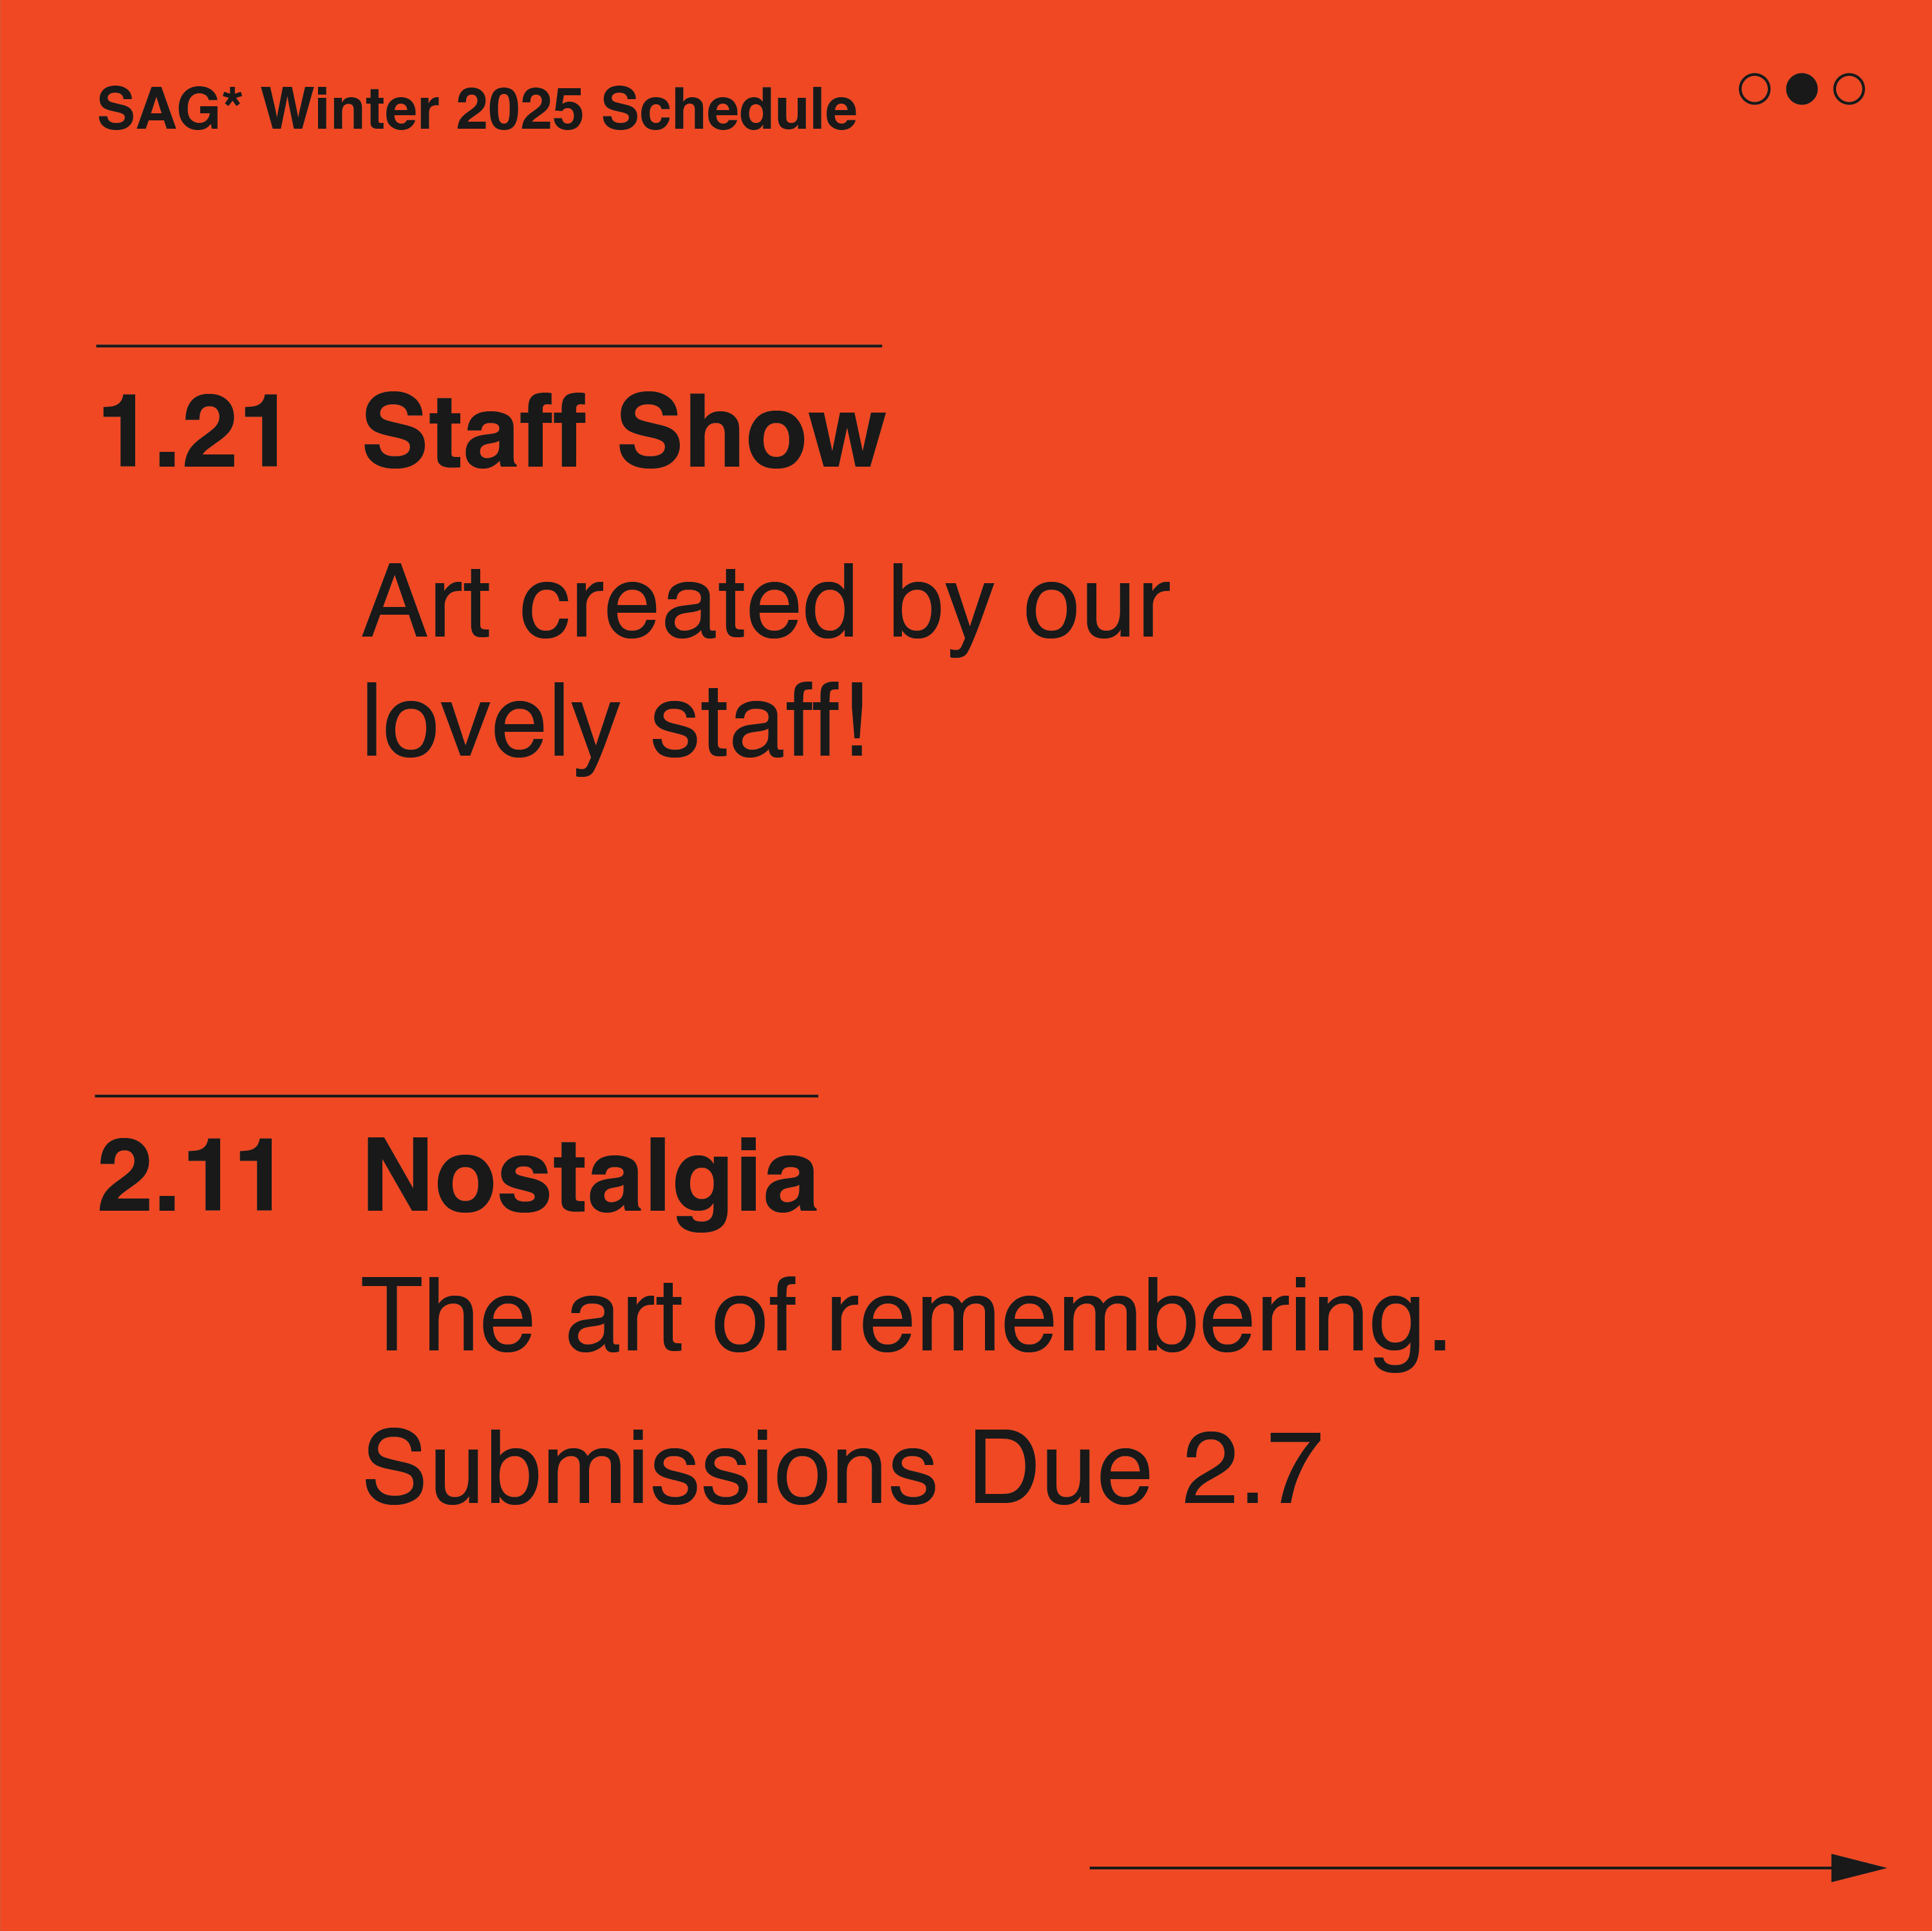 SAG* Winter 2025 Schedule
1.21 Staff Show
Art created by our
lovely staff!
2.11 Nostalgia
The art of remembering.
Submissions Due 2.7